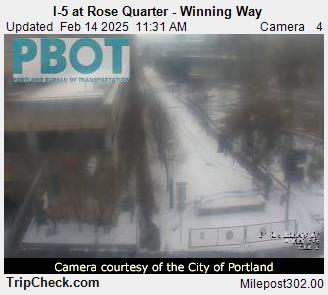 I-5 at Rose Quarter - Winning Way
Updated Feb 14 2025 11:31 AM Camera 4
PBOT
PORTLAND BUREAU OF TRANSPORTATION
Camera courtesy of the City of Portland
TripCheck.com Milepost302.00